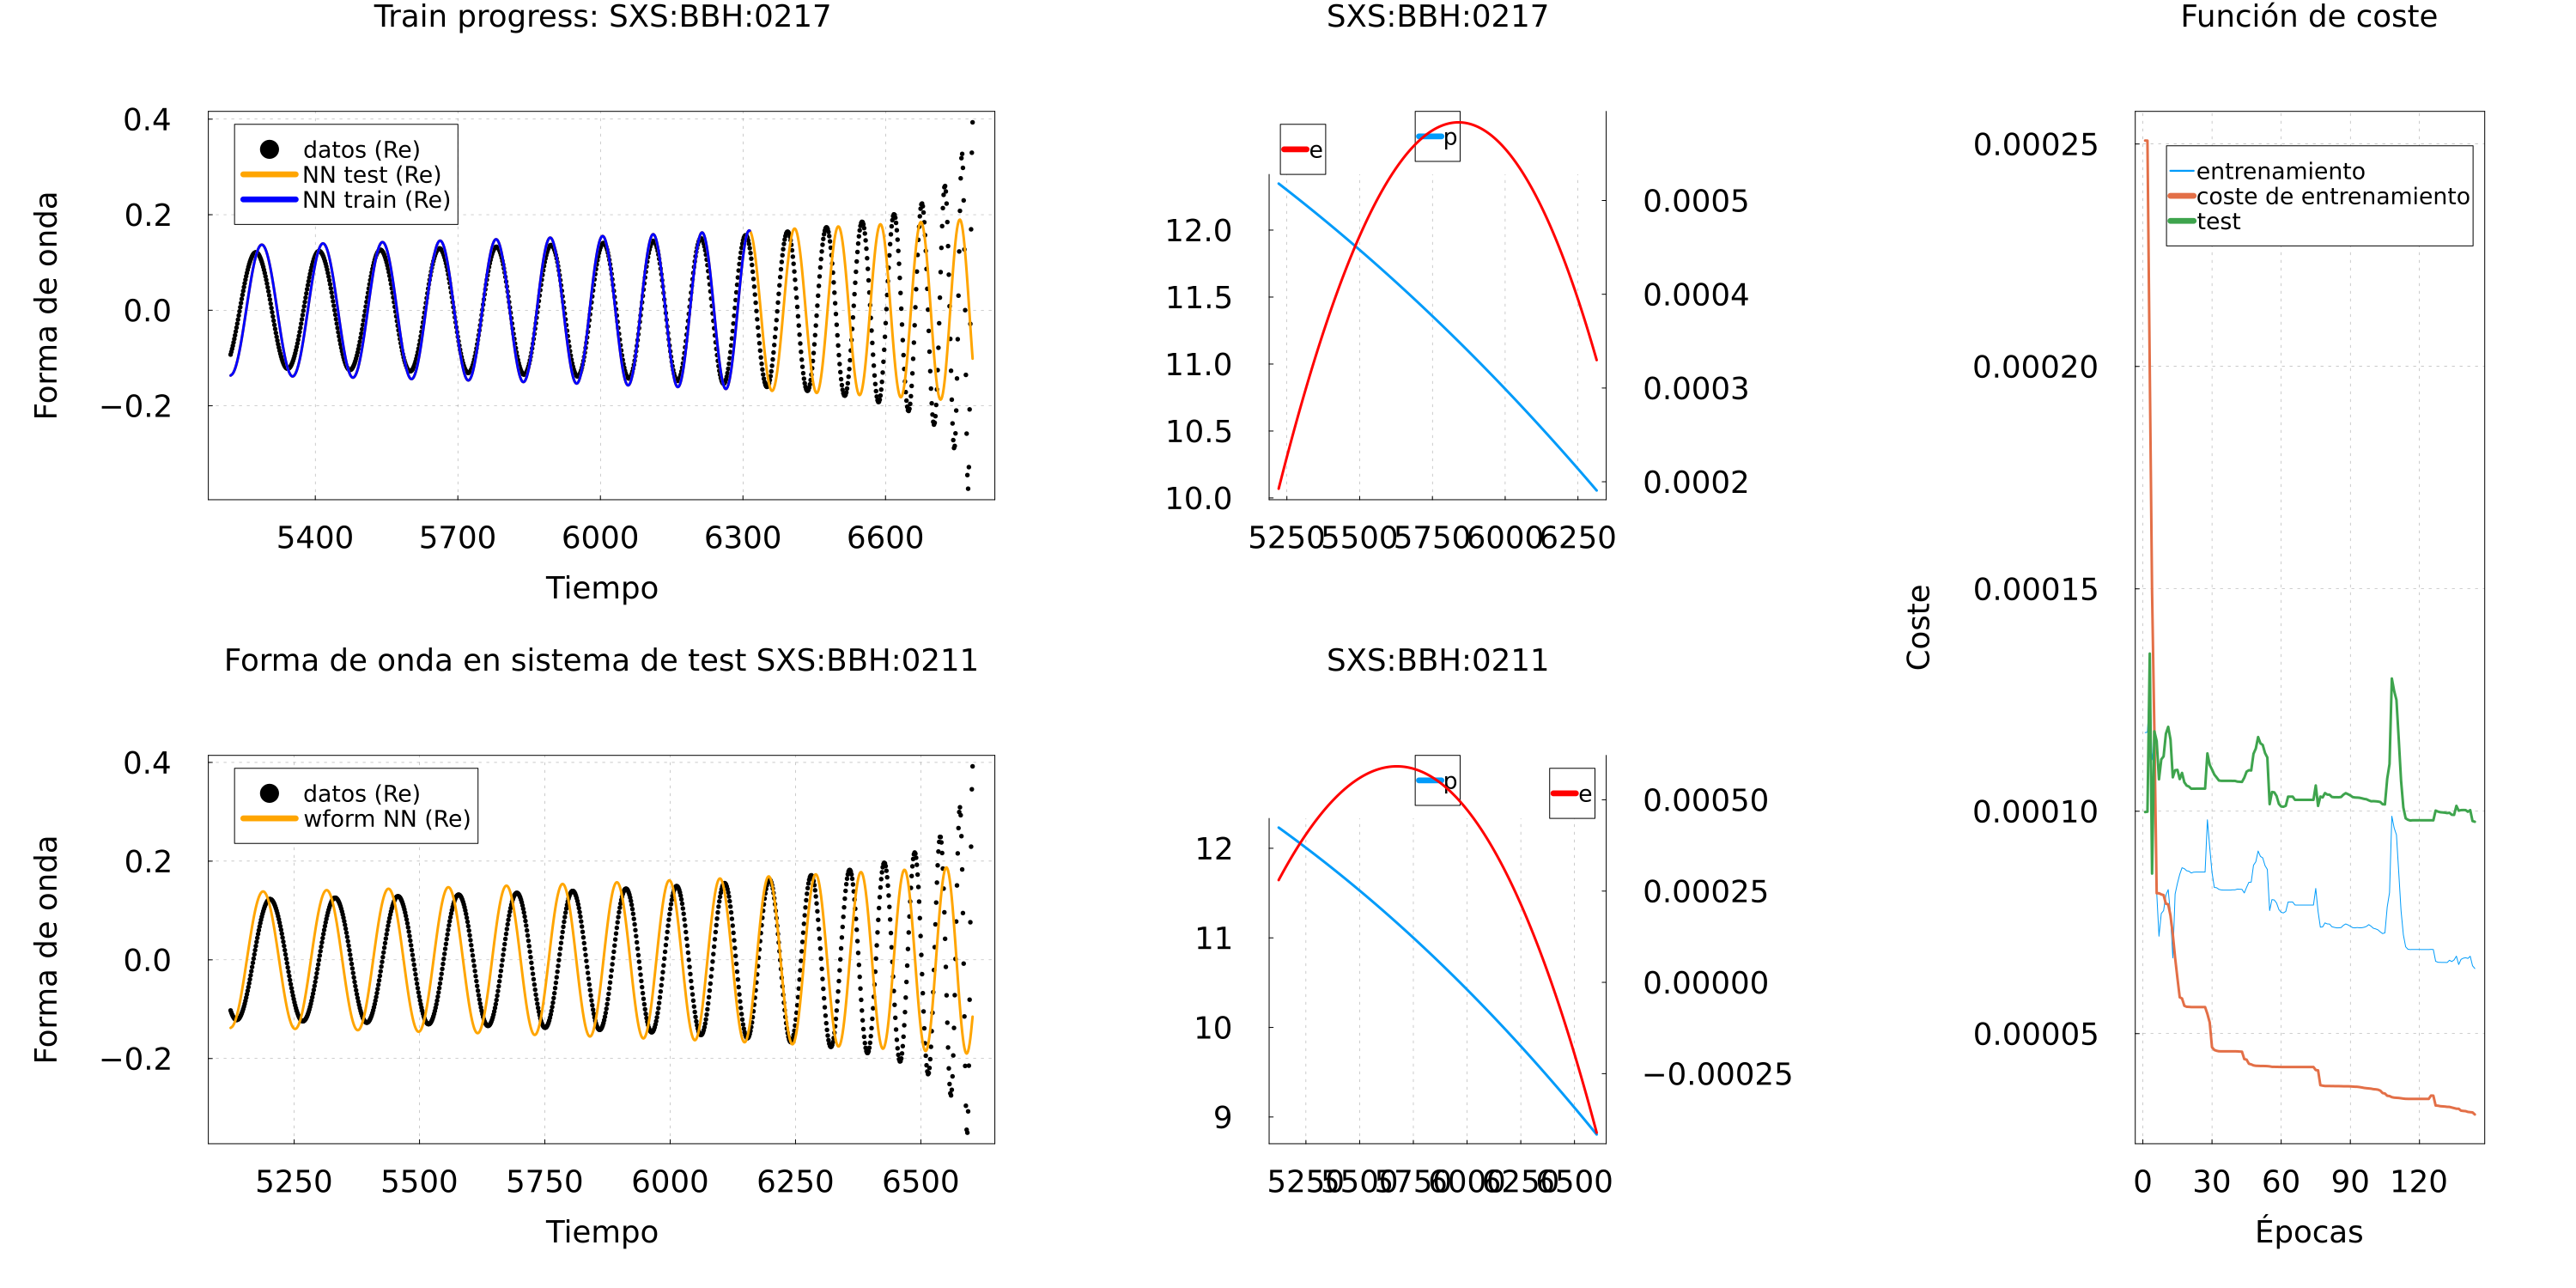 Train progress: SXS:BBH:0217
0.4
0.2
0.0
−0.2
Forma de onda
datos (Re)
NN test (Re)
NN train (Re)
5400 5700 6000 6300 6600
Tiempo
SXS:BBH:0217
e
p
12.0
11.5
11.0
10.5
10.0
0.0005
0.0004
0.0003
0.0002
5250 5500 5750 6000 6250
Forma de onda en sistema de test SXS:BBH:0211
0.4
0.2
0.0
−0.2
Forma de onda
datos (Re)
wform NN (Re)
5250 5500 5750 6000 6250 6500
Tiempo
SXS:BBH:0211
p
e
12
11
10
9
0.00050
0.00025
0.00000
−0.00025
5250 5500 5750 6000 6250 6500
Función de coste
0.00025
0.00020
0.00015
0.00010
0.00005
Coste
entrenamiento
coste de entrenamiento
test
0 30 60 90 120
Épocas